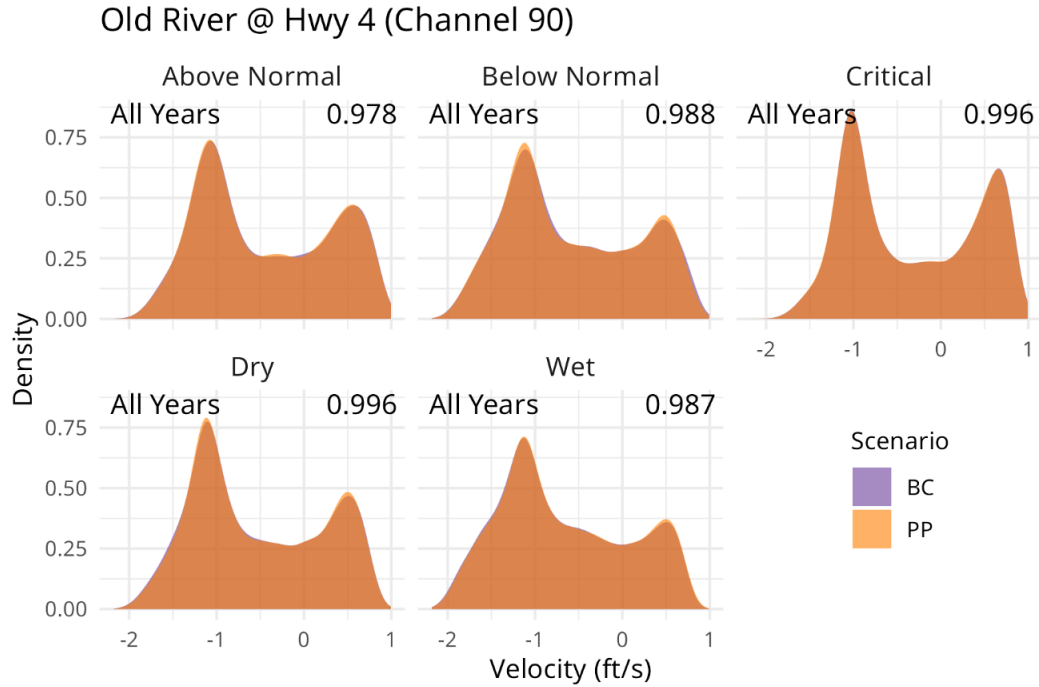 Old River @ Hwy 4 (Channel 90)
Above Normal
Below Normal
Critical
All Years 0.978
All Years 0.988
All Years 0.996
0.75
0.50
0.25
0.00
-2 -1 0 1
Dry
Wet
All Years 0.996
All Years 0.987
0.75
0.50
0.25
0.00
-2 -1 0 1
-2 -1 0 1
Density
Velocity (ft/s)
Scenario
BC
PP